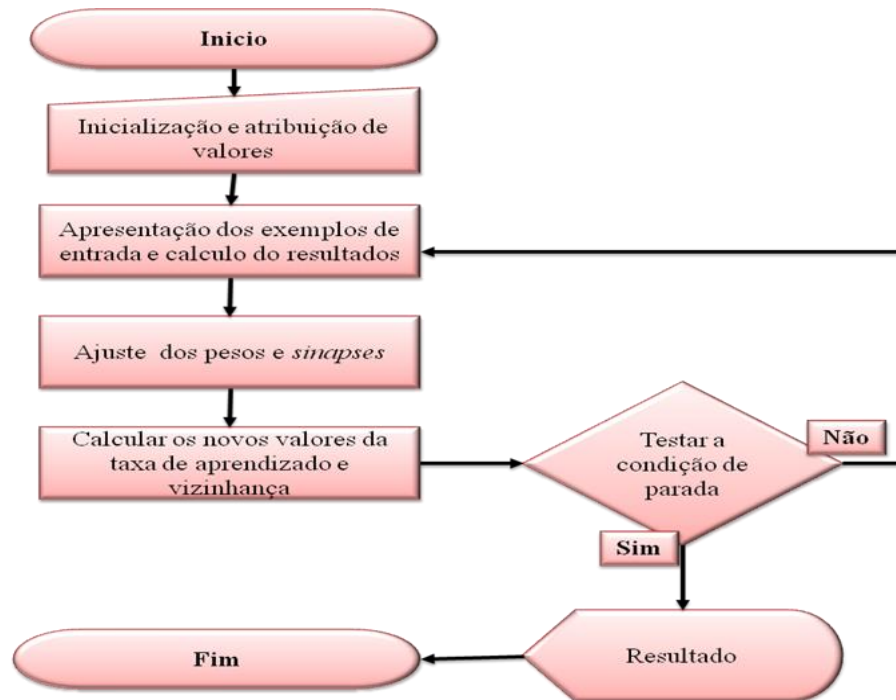 Inicio
Inicialização e atribuição de
valores
Apresentação dos exemplos de
entrada e calculo do resultados
Ajuste dos pesos e sinapses
Calcular os novos valores da
taxa de aprendizado e
vizinhança
Testar a
condição de
parada
Não
Sim
Resultado
Fim